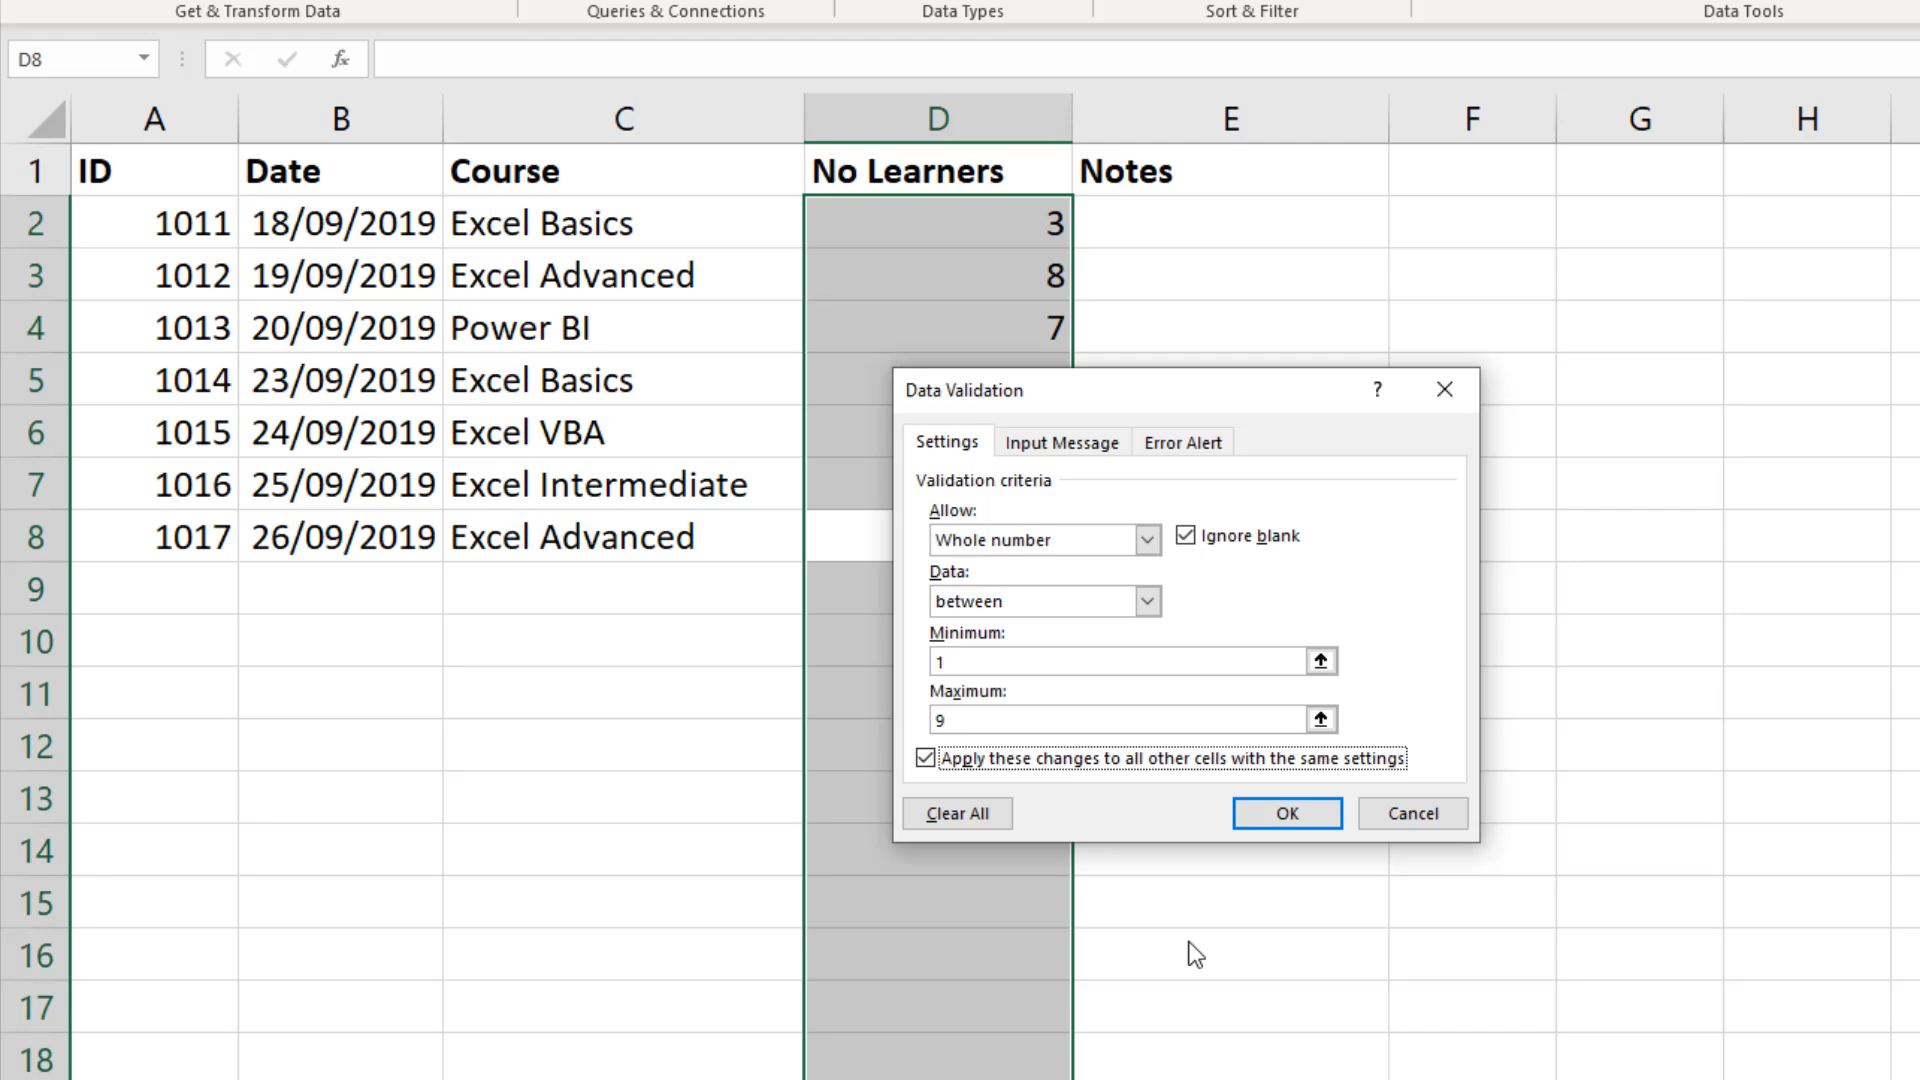 Get & Transform Data Queries & Connections Data Types Sort & Filter Data Tools
D8 fx
A B C D E F G H
1 ID Date Course No Learners Notes
2 1011 18/09/2019 Excel Basics 3
3 1012 19/09/2019 Excel Advanced 8
4 1013 20/09/2019 Power BI 7
5 1014 23/09/2019 Excel Basics
6 1015 24/09/2019 Excel VBA
7 1016 25/09/2019 Excel Intermediate
8 1017 26/09/2019 Excel Advanced
9
10
11
12
13
14
15
16
17
18
Data Validation ?
Settings Input Message Error Alert
Validation criteria
Allow:
Whole number Ignore blank
Data:
between
Minimum:
1
Maximum:
9
Apply these changes to all other cells with the same settings
Clear All OK Cancel